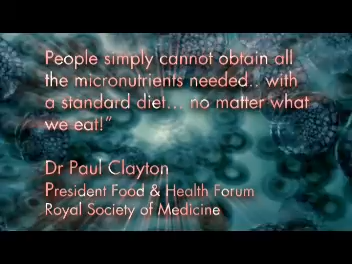 People simply cannot obtain all
the micronutrients needed.. with
a standard diet... no matter what
we eat!”
Dr Paul Clayton
President Food & Health Forum
Royal Society of Medicine